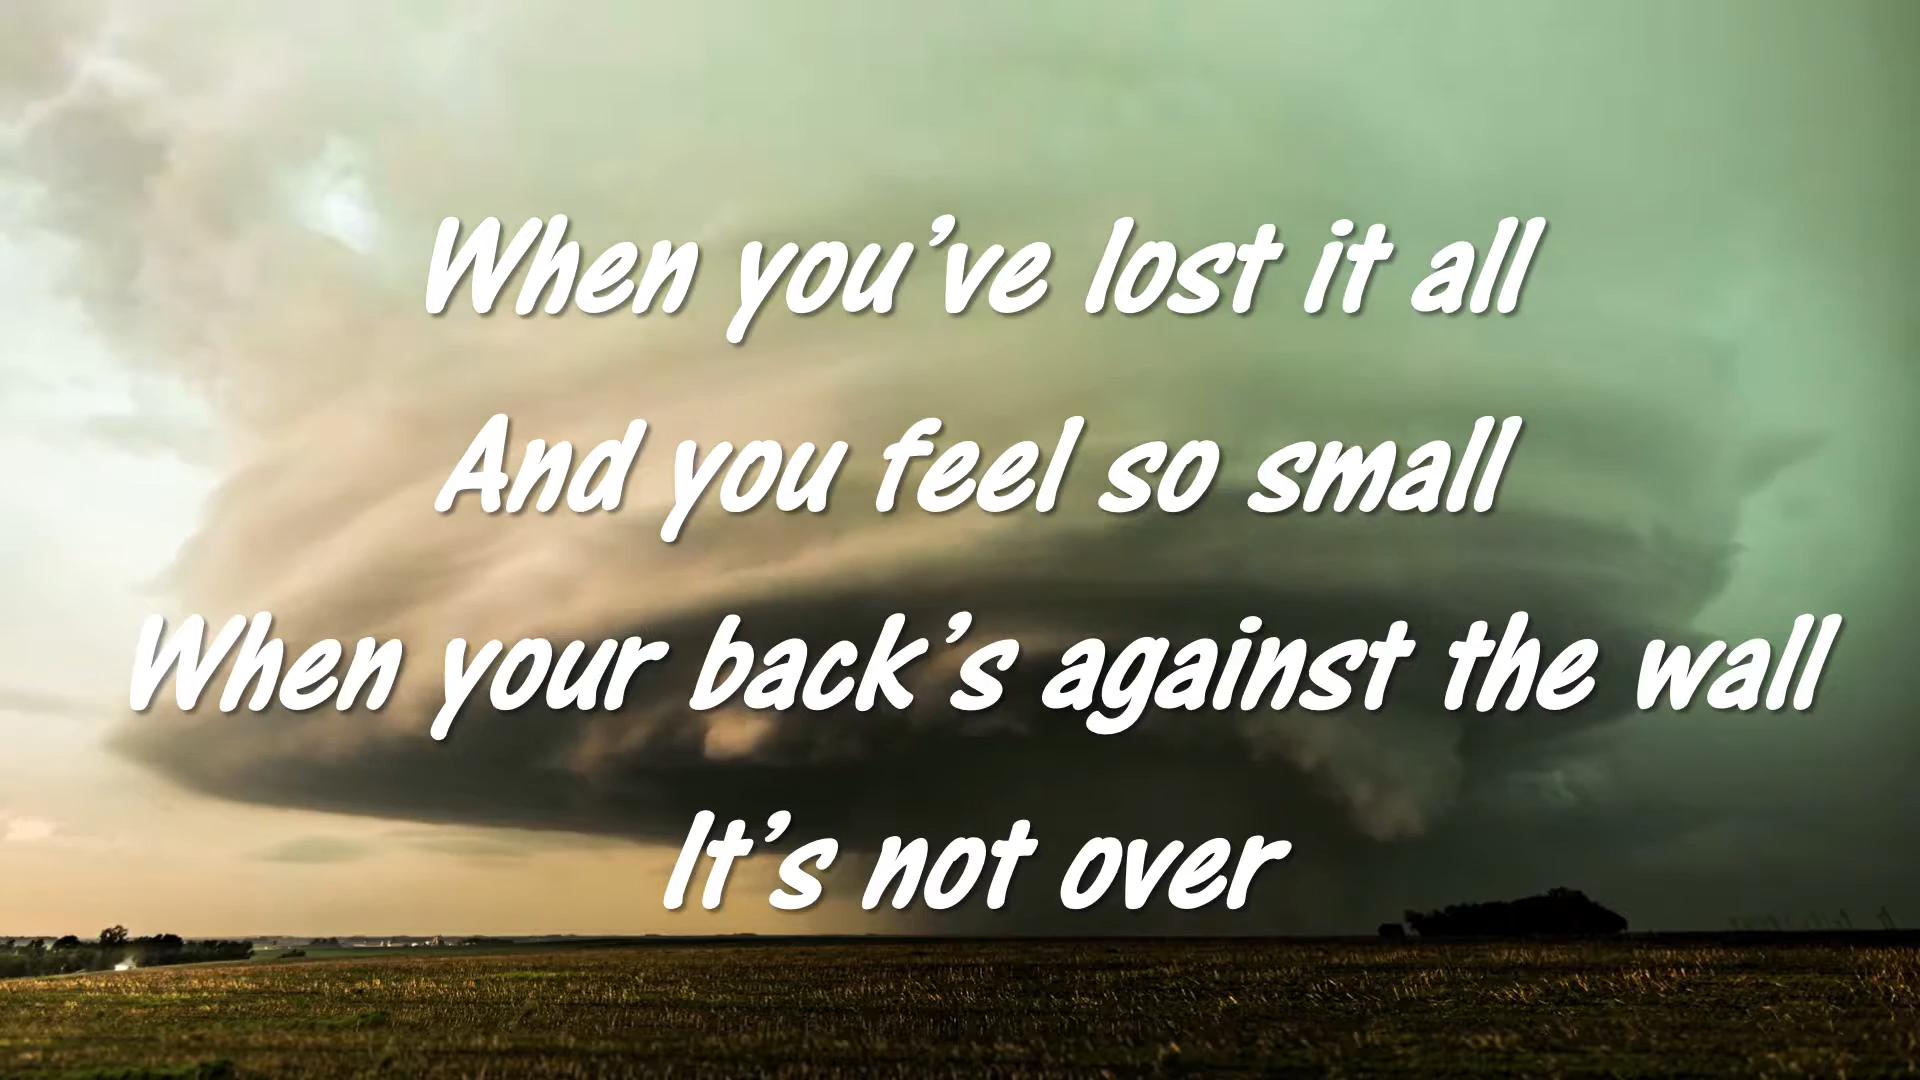 When you’ve lost it all
And you feel so small
When your back’s against the wall
It’s not over